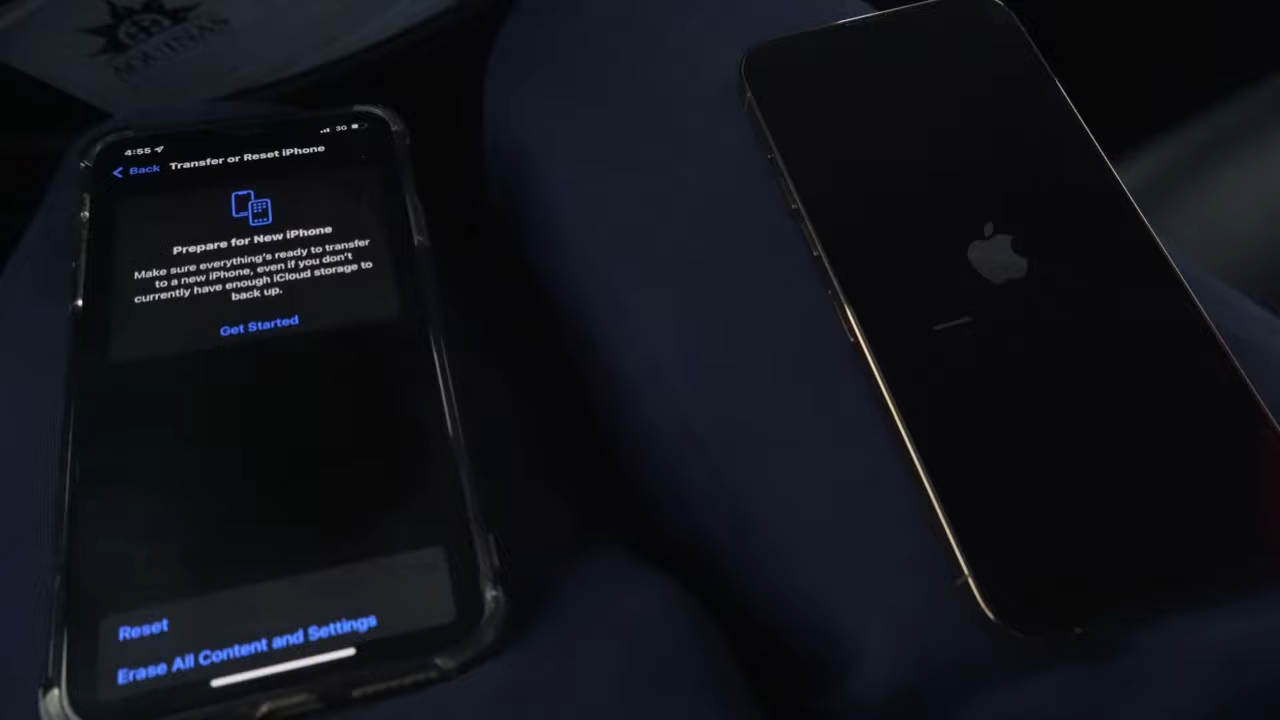 AQUINAS
4:55
3G
Back
Transfer or Reset iPhone
Prepare for New iPhone
Make sure everything's ready to transfer
to a new iPhone, even if you don't
currently have enough iCloud storage to
back up.
Get Started
Reset
Erase All Content and Settings